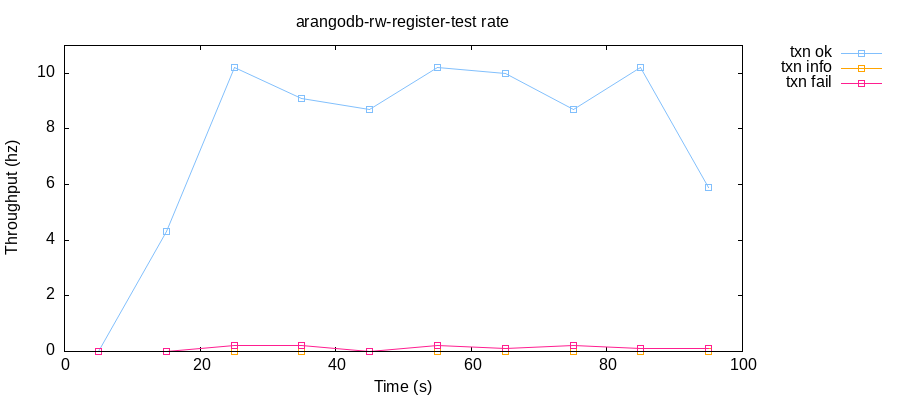 arangodb-rw-register-test rate
txn ok
txn info
txn fail
Throughput (hz)
10
8
6
4
2
0
0 20 40 60 80 100
Time (s)